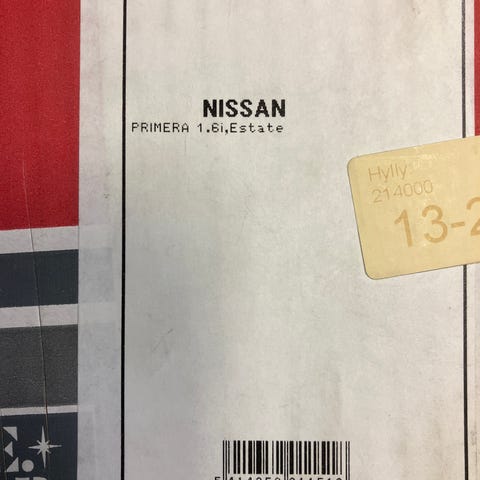 NISSAN
PRIMERA 1.6i,Estate
Hylly:
214000
13-2